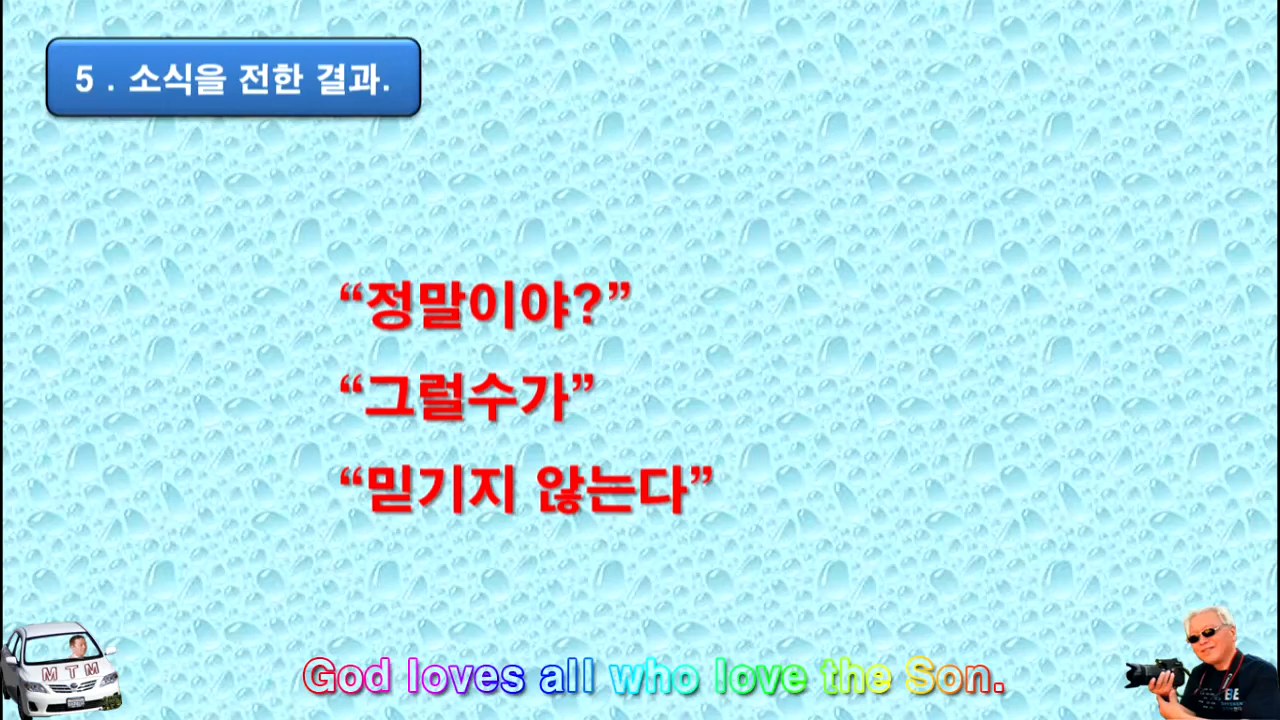 5 . 소식을 전한 결과.
“정말이야?”
“그럴수가”
“믿기지 않는다”
M T M
God loves all who love the Son.
BE